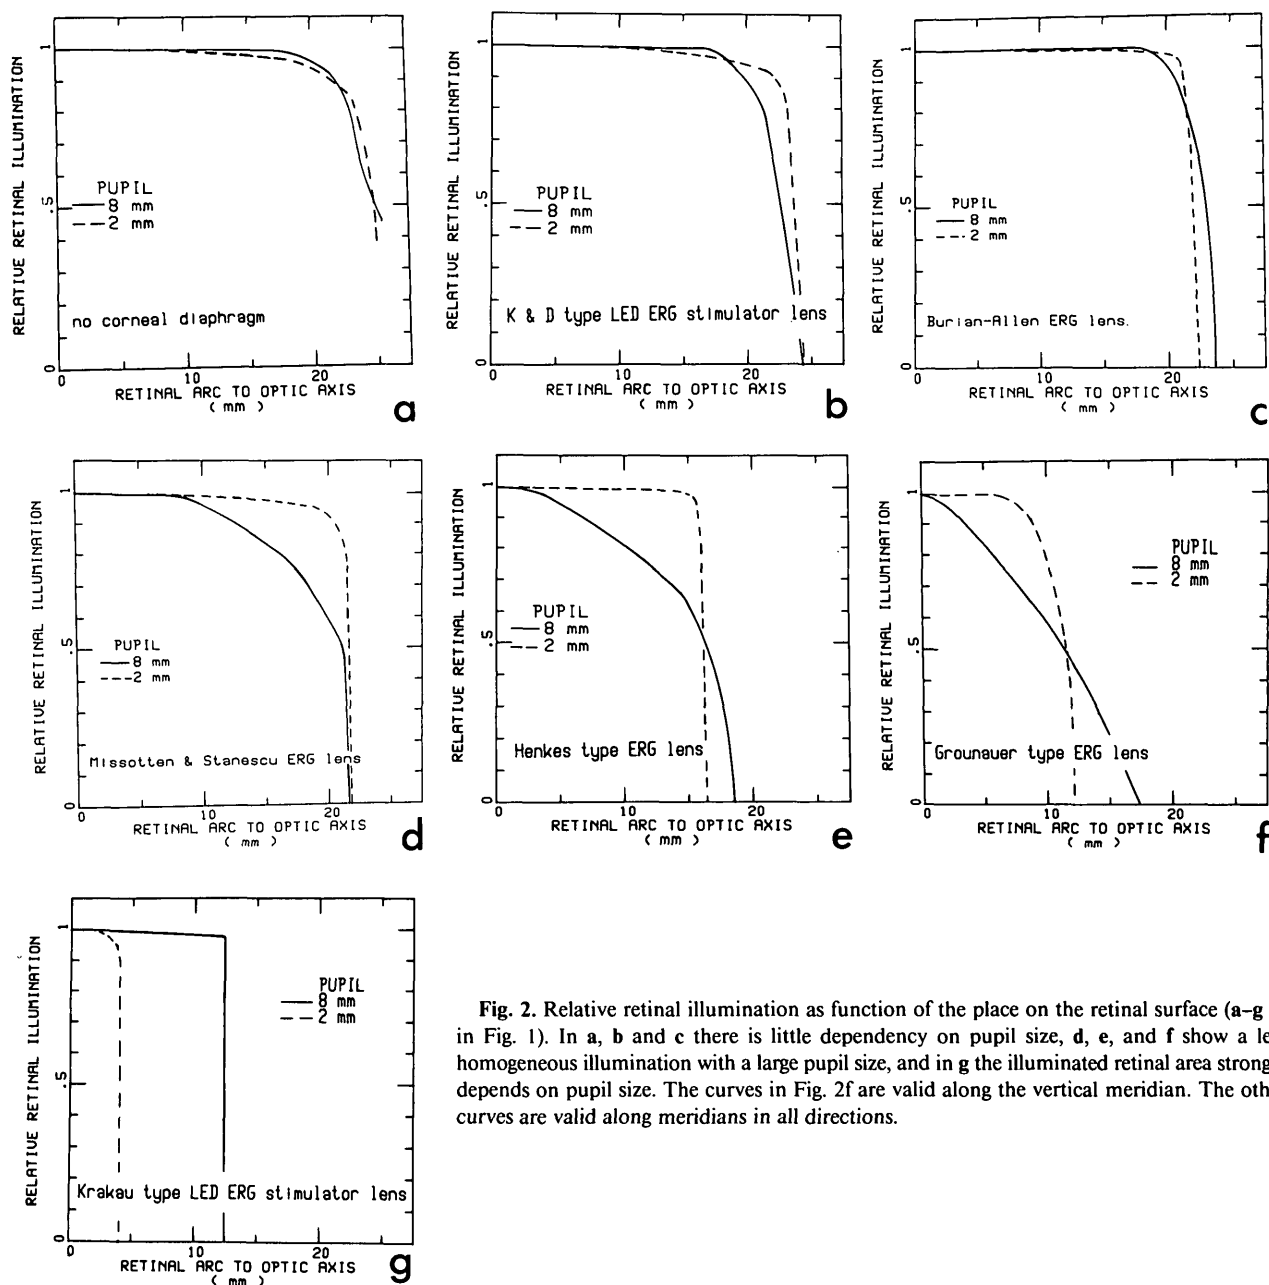 RELATIVE RETINAL ILLUMINATION
1
.5
0
PUPIL
8 mm
2 mm
no corneal diaphragm
0 10 20
RETINAL ARC TO OPTIC AXIS
( mm )
a
RELATIVE RETINAL ILLUMINATION
1
.5
0
PUPIL
8 mm
2 mm
K & D type LED ERG stimulator lens
0 10 20
RETINAL ARC TO OPTIC AXIS
( mm )
b
RELATIVE RETINAL ILLUMINATION
1
.5
0
PUPIL
8 mm
2 mm
Burian-Allen ERG lens.
0 10 20
RETINAL ARC TO OPTIC AXIS
( mm )
c
RELATIVE RETINAL ILLUMINATION
1
.5
0
PUPIL
8 mm
2 mm
Missotten & Stanescu ERG lens
0 10 20
RETINAL ARC TO OPTIC AXIS
( mm )
d
RELATIVE RETINAL ILLUMINATION
1
.5
0
PUPIL
8 mm
2 mm
Henkes type ERG lens
0 10 20
RETINAL ARC TO OPTIC AXIS
( mm )
e
RELATIVE RETINAL ILLUMINATION
1
.5
0
PUPIL
8 mm
2 mm
Grounauer type ERG lens
0 10 20
RETINAL ARC TO OPTIC AXIS
( mm )
f
RELATIVE RETINAL ILLUMINATION
1
.5
0
PUPIL
8 mm
2 mm
Krakau type LED ERG stimulator lens
0 10 20
RETINAL ARC TO OPTIC AXIS
( mm )
g
Fig. 2. Relative retinal illumination as function of the place on the retinal surface (a–g
in Fig. 1). In a, b and c there is little dependency on pupil size, d, e, and f show a le
homogeneous illumination with a large pupil size, and in g the illuminated retinal area strong
depends on pupil size. The curves in Fig. 2f are valid along the vertical meridian. The oth
curves are valid along meridians in all directions.